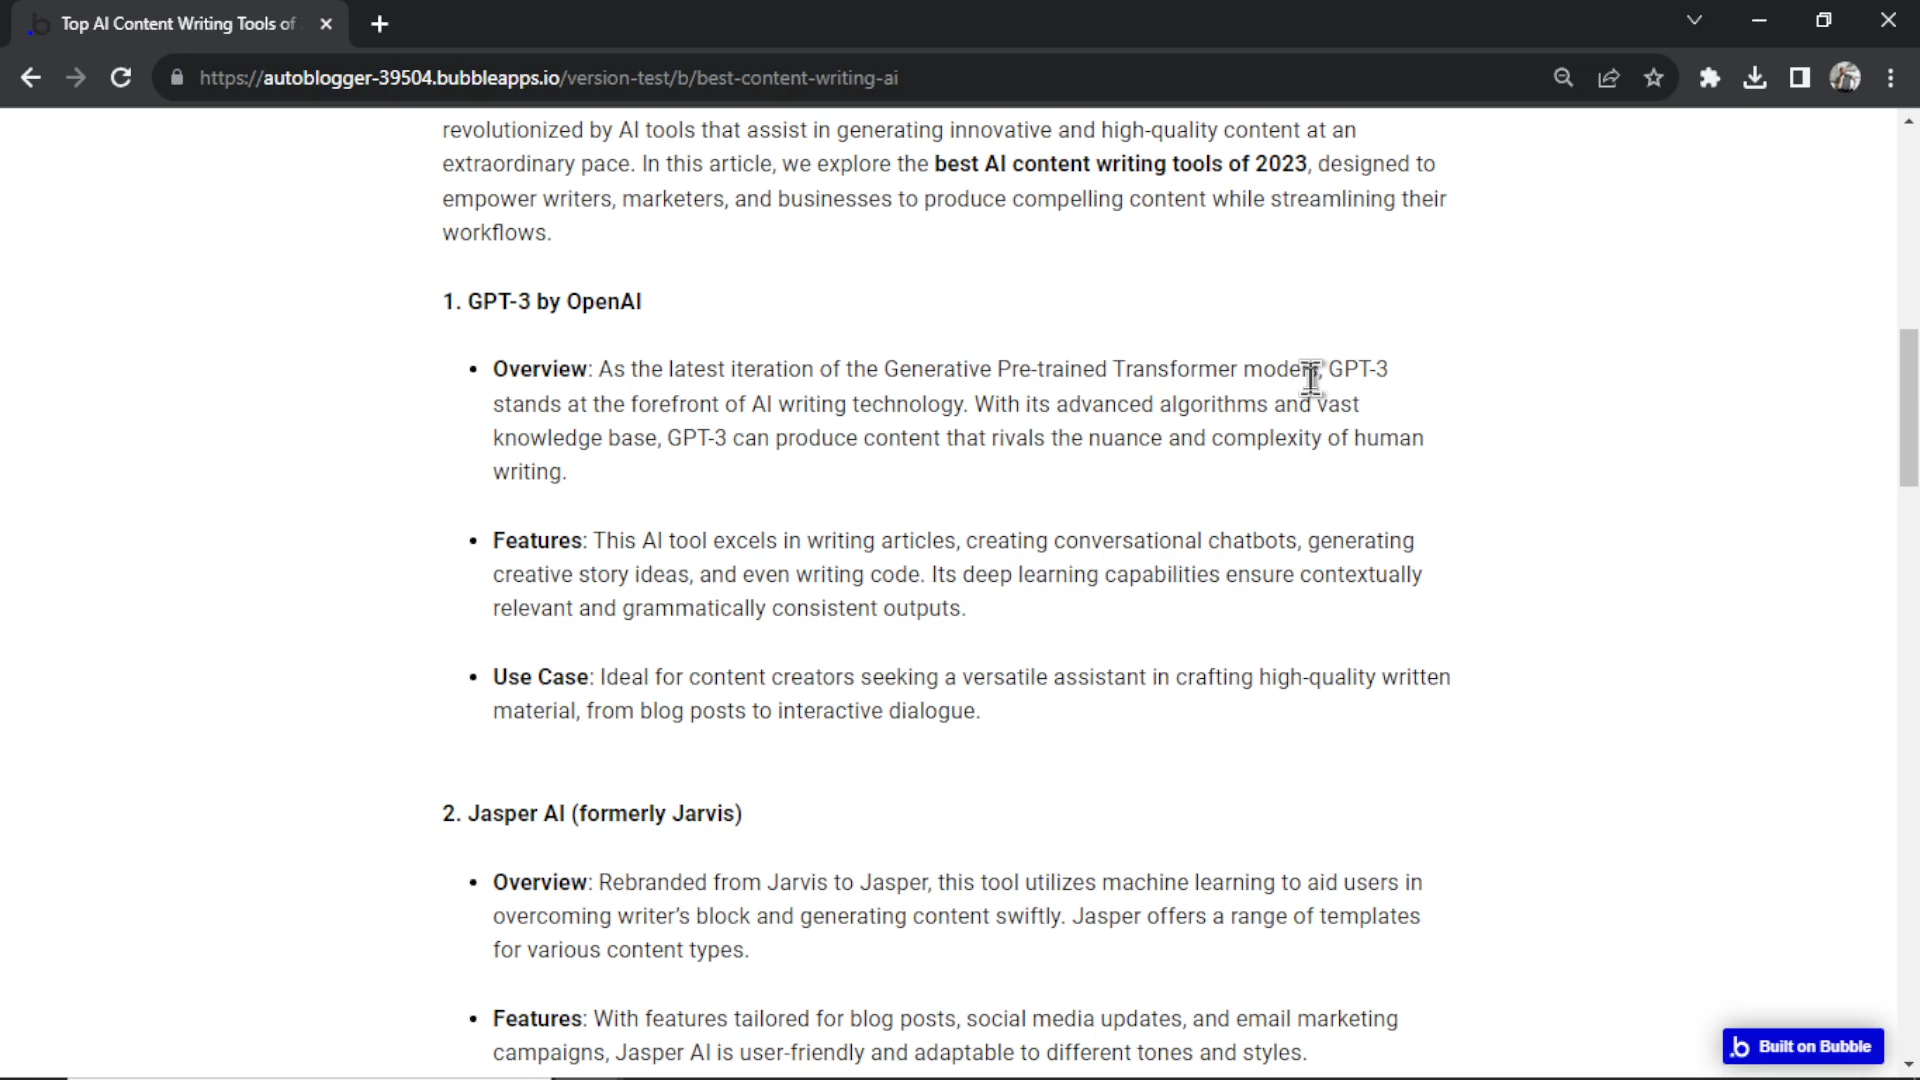 Top AI Content Writing Tools of
https://autoblogger-39504.bubbleapps.io/version-test/b/best-content-writing-ai
revolutionized by AI tools that assist in generating innovative and high-quality content at an
extraordinary pace. In this article, we explore the best AI content writing tools of 2023, designed to
empower writers, marketers, and businesses to produce compelling content while streamlining their
workflows.
1. GPT-3 by OpenAI
• Overview: As the latest iteration of the Generative Pre-trained Transformer models, GPT-3
stands at the forefront of AI writing technology. With its advanced algorithms and vast
knowledge base, GPT-3 can produce content that rivals the nuance and complexity of human
writing.
• Features: This AI tool excels in writing articles, creating conversational chatbots, generating
creative story ideas, and even writing code. Its deep learning capabilities ensure contextually
relevant and grammatically consistent outputs.
• Use Case: Ideal for content creators seeking a versatile assistant in crafting high-quality written
material, from blog posts to interactive dialogue.
2. Jasper AI (formerly Jarvis)
• Overview: Rebranded from Jarvis to Jasper, this tool utilizes machine learning to aid users in
overcoming writer's block and generating content swiftly. Jasper offers a range of templates
for various content types.
• Features: With features tailored for blog posts, social media updates, and email marketing
campaigns, Jasper AI is user-friendly and adaptable to different tones and styles.
b Built on Bubble